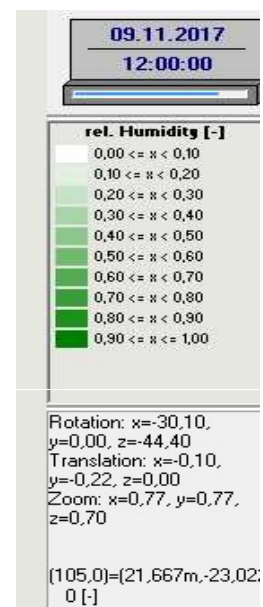 09.11.2017
12:00:00
rel. Humidity [-]
0,00 <= x < 0,10
0,10 <= x < 0,20
0,20 <= x < 0,30
0,30 <= x < 0,40
0,40 <= x < 0,50
0,50 <= x < 0,60
0,60 <= x < 0,70
0,70 <= x < 0,80
0,80 <= x < 0,90
0,90 <= x <= 1,00
Rotation: x=-30,10,
y=0,00, z=-44,40
Translation: x=-0,10,
y=-0,22, z=0,00
Zoom: x=0,77, y=0,77,
z=0,70
(105,0)=(21,667m,-23,022
0 [-]